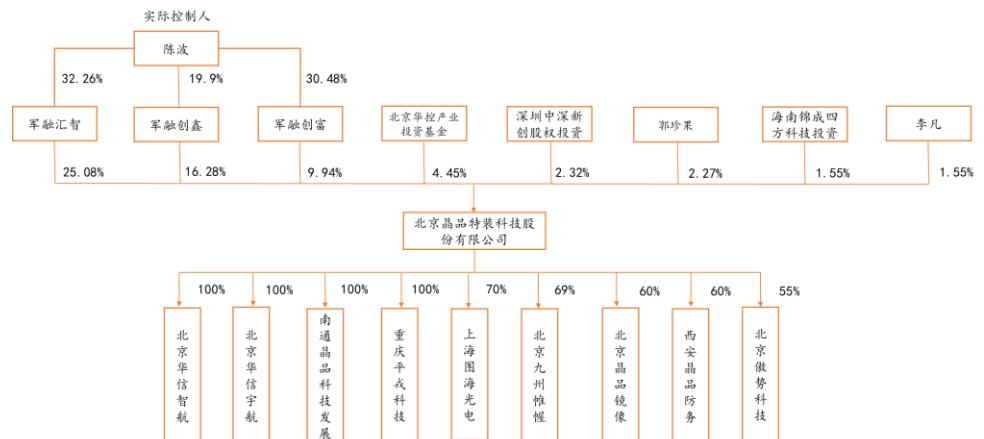 实际控制人
陈波
32.26%
19.9%
30.48%
军融汇智
军融创鑫
军融创富
北京华控产业
投资基金
深圳中深新
创股权投资
郭珍果
海南锦成四
方科技投资
李凡
25.08%
16.28%
9.94%
4.45%
2.32%
2.27%
1.55%
1.55%
北京晶品特装科技股
份有限公司
100%
100%
100%
100%
70%
69%
60%
60%
55%
北京华信智航
北京华信宇航
南通晶品科技发展
重庆平戎科技
上海图海光电
北京九州帷幄
北京晶品镜像
西安晶品防务
北京傲势科技